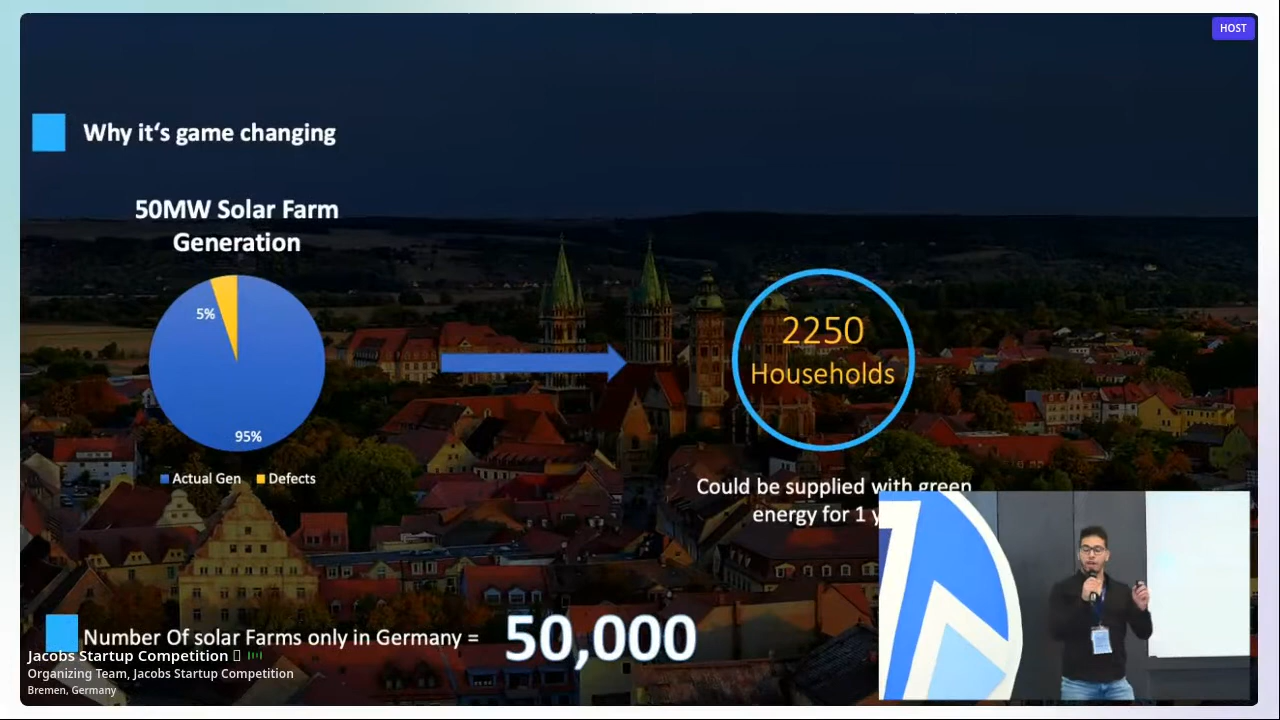 HOST
Why it‘s game changing
50MW Solar Farm
Generation
5%
95%
Actual Gen Defects
2250
Households
Could be supplied with green
energy for 1 y
Number Of solar Farms only in Germany = 50,000
Jacobs Startup Competition
Organizing Team, Jacobs Startup Competition
Bremen, Germany